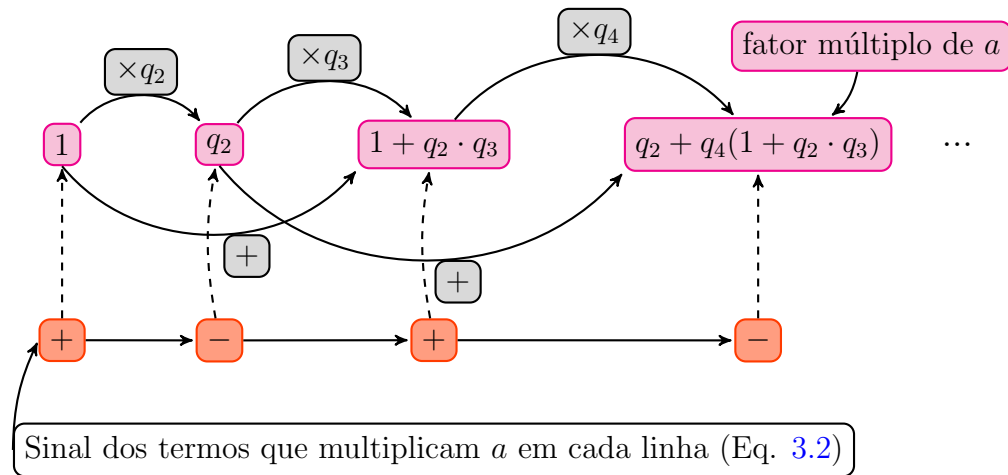 ×q₂ ×q₃ ×q₄
fator múltiplo de a
1 q₂ 1 + q₂ · q₃ q₂ + q₄(1 + q₂ · q₃) ...
+
+
+ − + −
Sinal dos termos que multiplicam a em cada linha (Eq. 3.2)